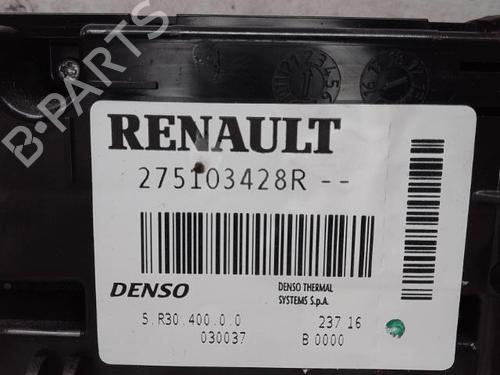 B-PARTS
RENAULT
275103428R --
DENSO
DENSO THERMAL
SYSTEMS S.p.A.
5.R30.400.0.0
237 16
030037
B 0000